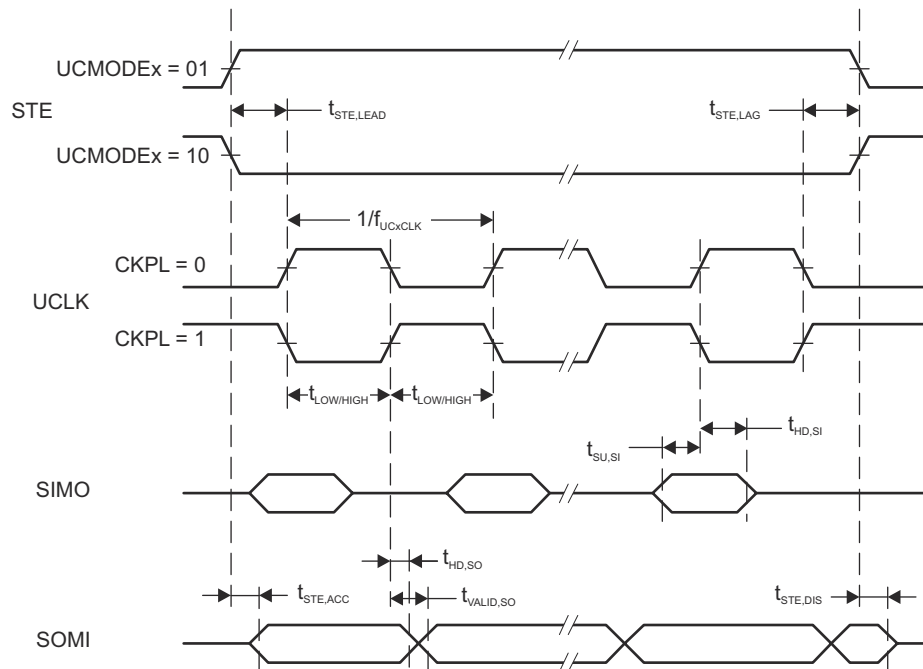 UCMODEx = 01
STE
tSTE,LEAD
tSTE,LAG
UCMODEx = 10
1/fUCxCLK
CKPL = 0
UCLK
CKPL = 1
tLOW/HIGH
tLOW/HIGH
tSU,SI
tHD,SI
SIMO
tHD,SO
tSTE,ACC
tVALID,SO
tSTE,DIS
SOMI